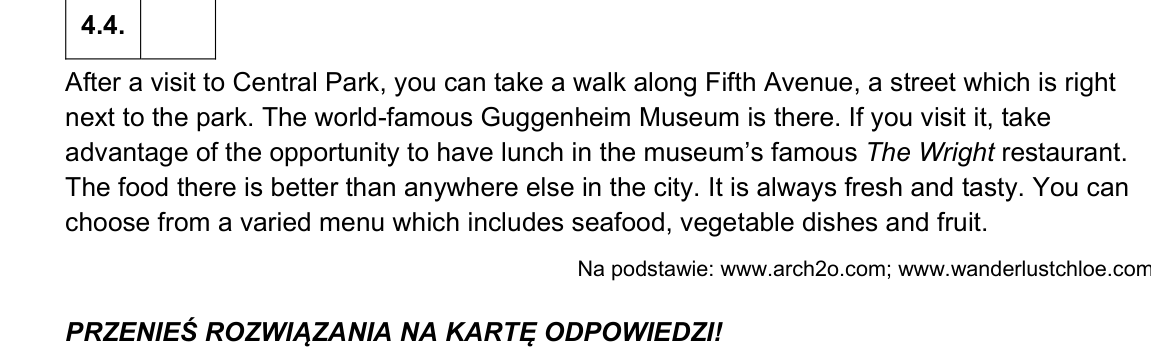 4.4.
After a visit to Central Park, you can take a walk along Fifth Avenue, a street which is right
next to the park. The world-famous Guggenheim Museum is there. If you visit it, take
advantage of the opportunity to have lunch in the museum’s famous The Wright restaurant.
The food there is better than anywhere else in the city. It is always fresh and tasty. You can
choose from a varied menu which includes seafood, vegetable dishes and fruit.
Na podstawie: www.arch2o.com; www.wanderlustchloe.com
PRZENIEŚ ROZWIĄZANIA NA KARTĘ ODPOWIEDZI!